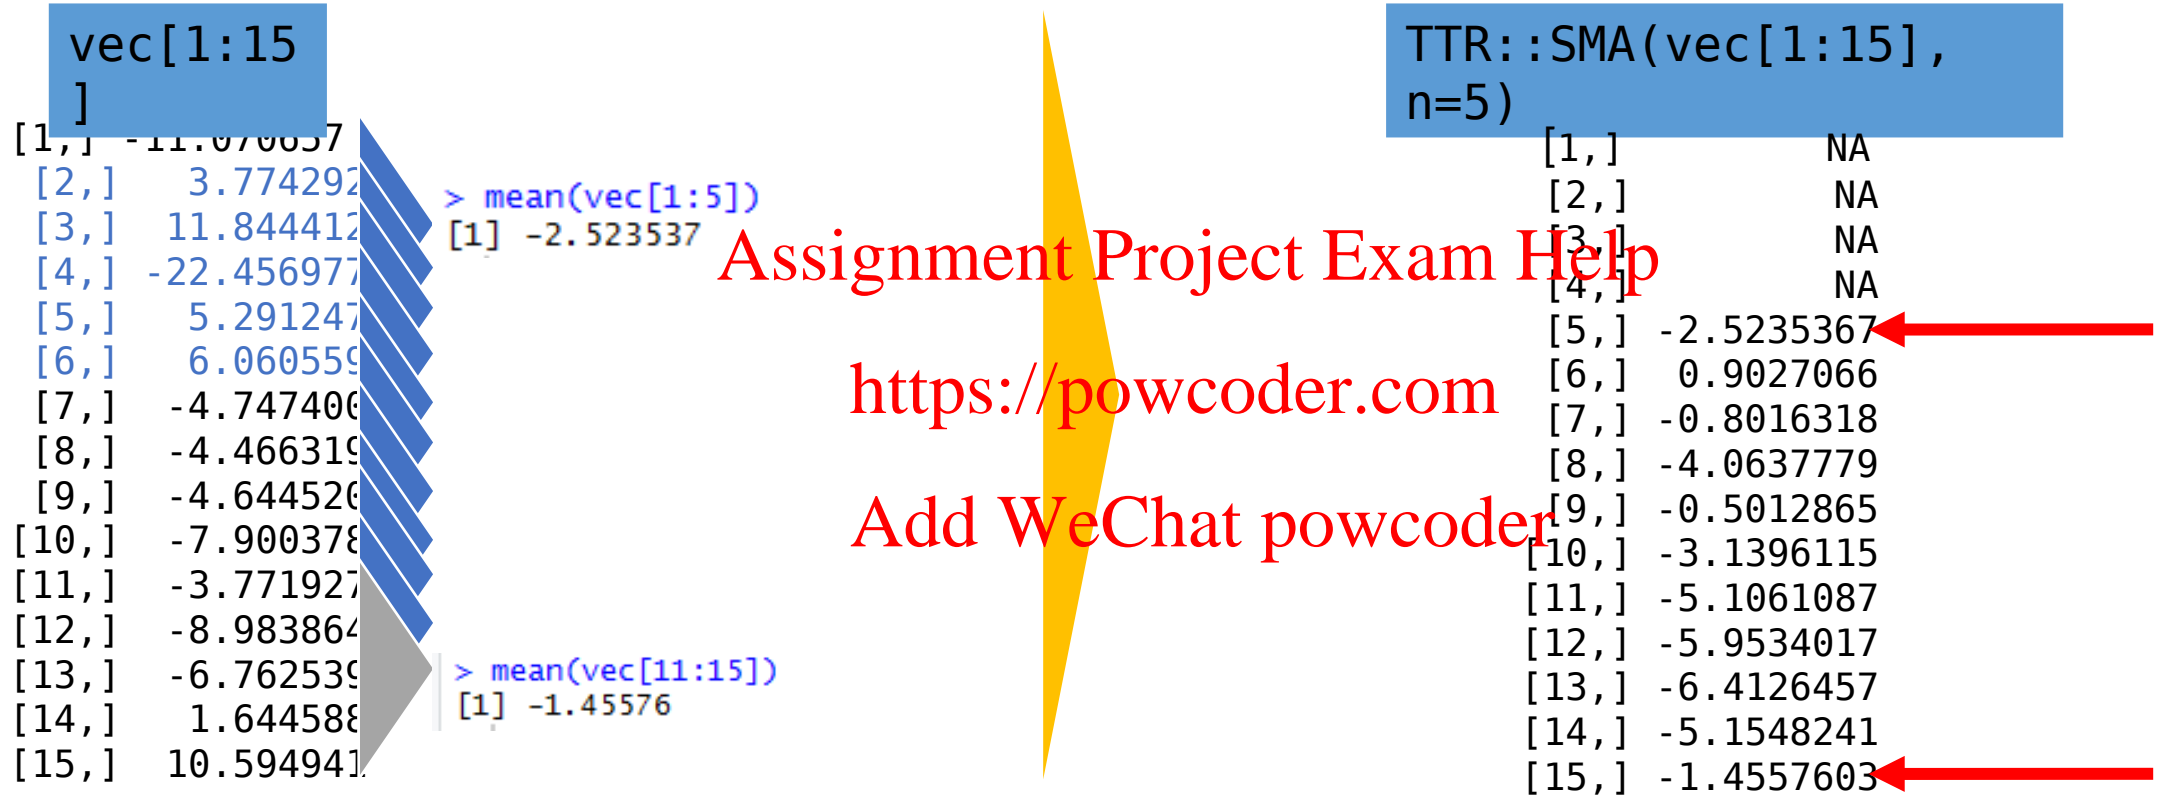 vec[1:15
]
[1,] -11.070657
[2,] 3.774292
[3,] 11.844412
[4,] -22.456977
[5,] 5.291247
[6,] 6.060559
[7,] -4.747400
[8,] -4.466319
[9,] -4.644520
[10,] -7.900378
[11,] -3.771927
[12,] -8.983864
[13,] -6.762539
[14,] 1.644588
[15,] 10.594941
> mean(vec[1:5])
[1] -2.523537
> mean(vec[11:15])
[1] -1.45576
Assignment Project Exam Help
https://powcoder.com
Add WeChat powcoder
TTR::SMA(vec[1:15],
n=5)
[1,] NA
[2,] NA
[3,] NA
[4,] NA
[5,] -2.5235367
[6,] 0.9027066
[7,] -0.8016318
[8,] -4.0637779
[9,] -0.5012865
[10,] -3.1396115
[11,] -5.1061087
[12,] -5.9534017
[13,] -6.4126457
[14,] -5.1548241
[15,] -1.4557603